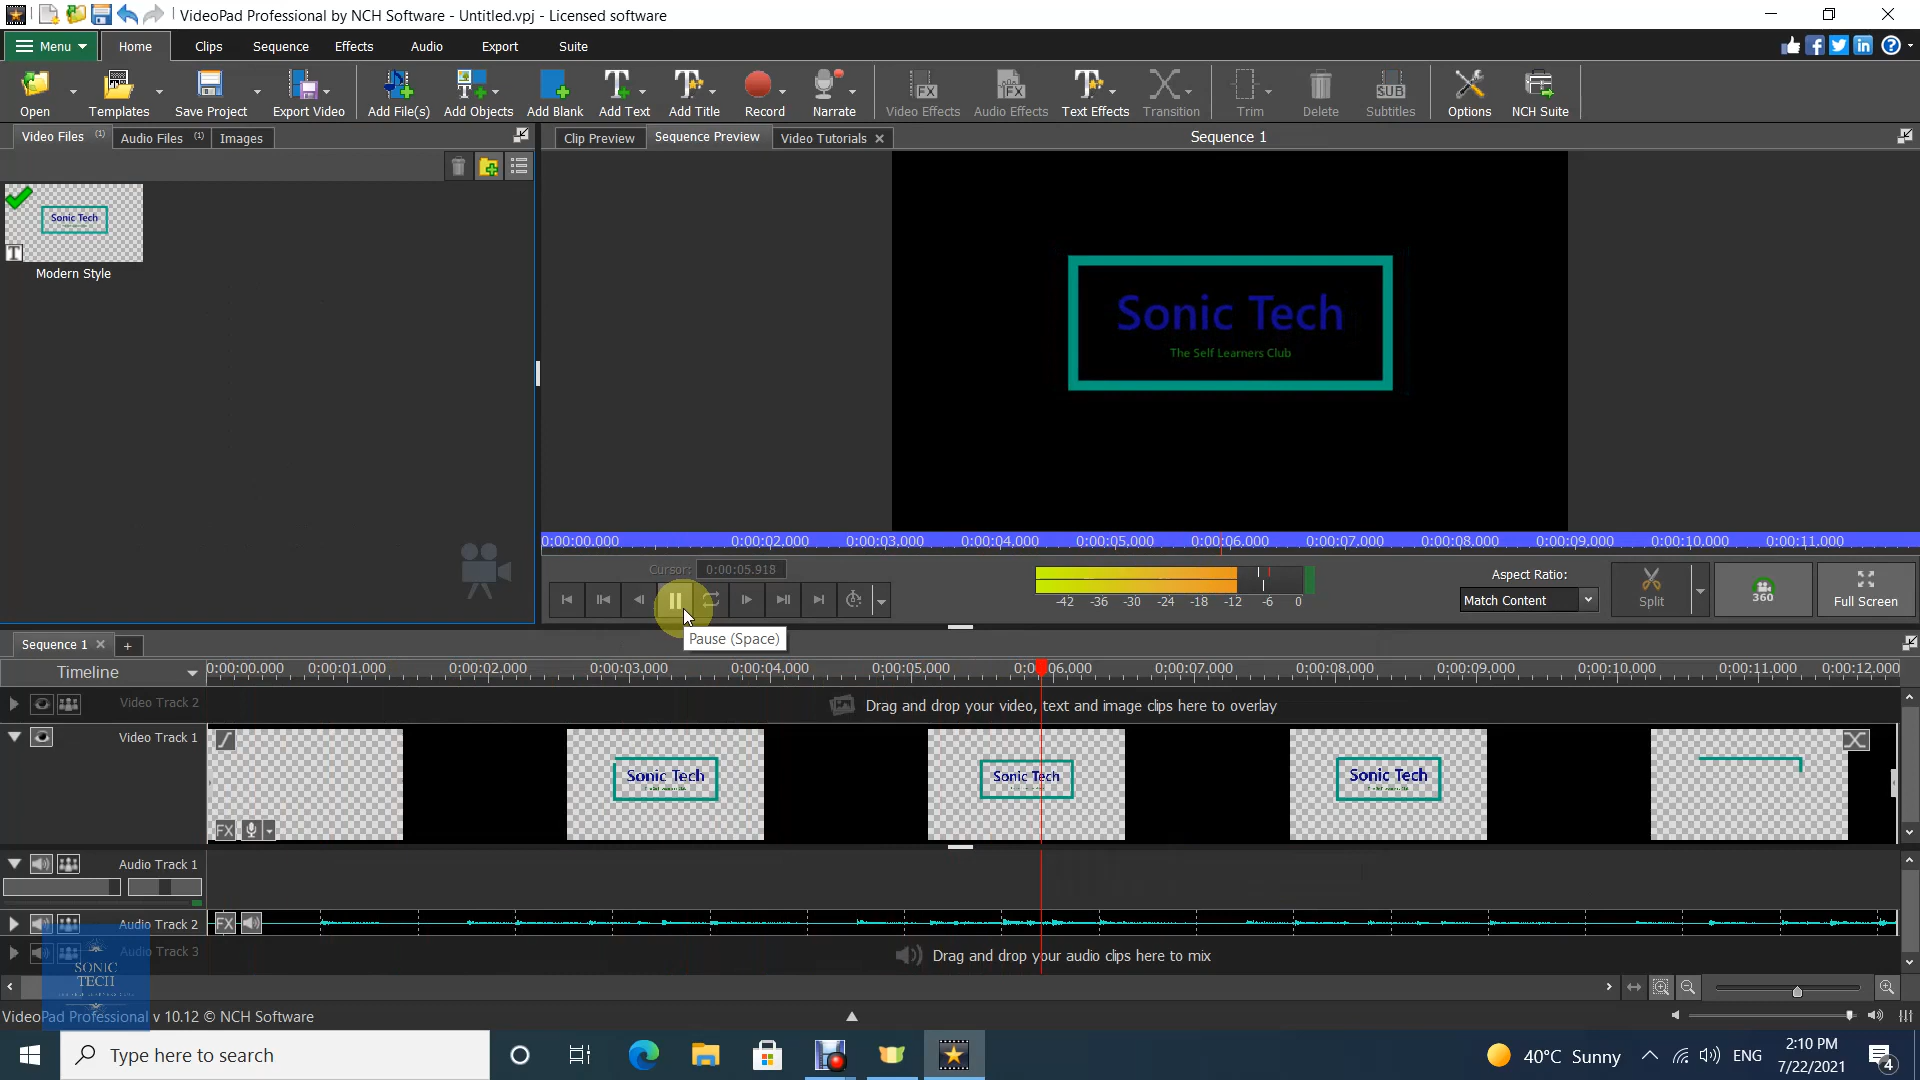 VideoPad Professional by NCH Software - Untitled.vpj - Licensed software
Menu Home Clips Sequence Effects Audio Export Suite
Open Templates Save Project Export Video Add File(s) Add Objects Add Blank Add Text Add Title Record Narrate Video Effects Audio Effects Text Effects Transition Trim Delete Subtitles Options NCH Suite
Video Files (1) Audio Files (1) Images
Clip Preview Sequence Preview Video Tutorials Sequence 1
Sonic Tech
Modern Style
Sonic Tech
The Self Learners Club
0:00:00.000 0:00:02.000 0:00:03.000 0:00:04.000 0:00:05.000 0:00:06.000 0:00:07.000 0:00:08.000 0:00:09.000 0:00:10.000 0:00:11.000
Cursor: 0:00:05.918
-42 -36 -30 -24 -18 -12 -6 0
Aspect Ratio:
Match Content
Split
360
Full Screen
Pause (Space)
Sequence 1
Timeline
0:00:00.000 0:00:01.000 0:00:02.000 0:00:03.000 0:00:04.000 0:00:05.000 0:00:06.000 0:00:07.000 0:00:08.000 0:00:09.000 0:00:10.000 0:00:11.000 0:00:12.000
Video Track 2 Drag and drop your video, text and image clips here to overlay
Video Track 1
Sonic Tech Sonic Tech Sonic Tech
FX
Audio Track 1
Audio Track 2 FX
Audio Track 3 Drag and drop your audio clips here to mix
SONIC
TECH
VideoPad Professional v 10.12 © NCH Software
Type here to search
40°C Sunny ENG
2:10 PM
7/22/2021
4